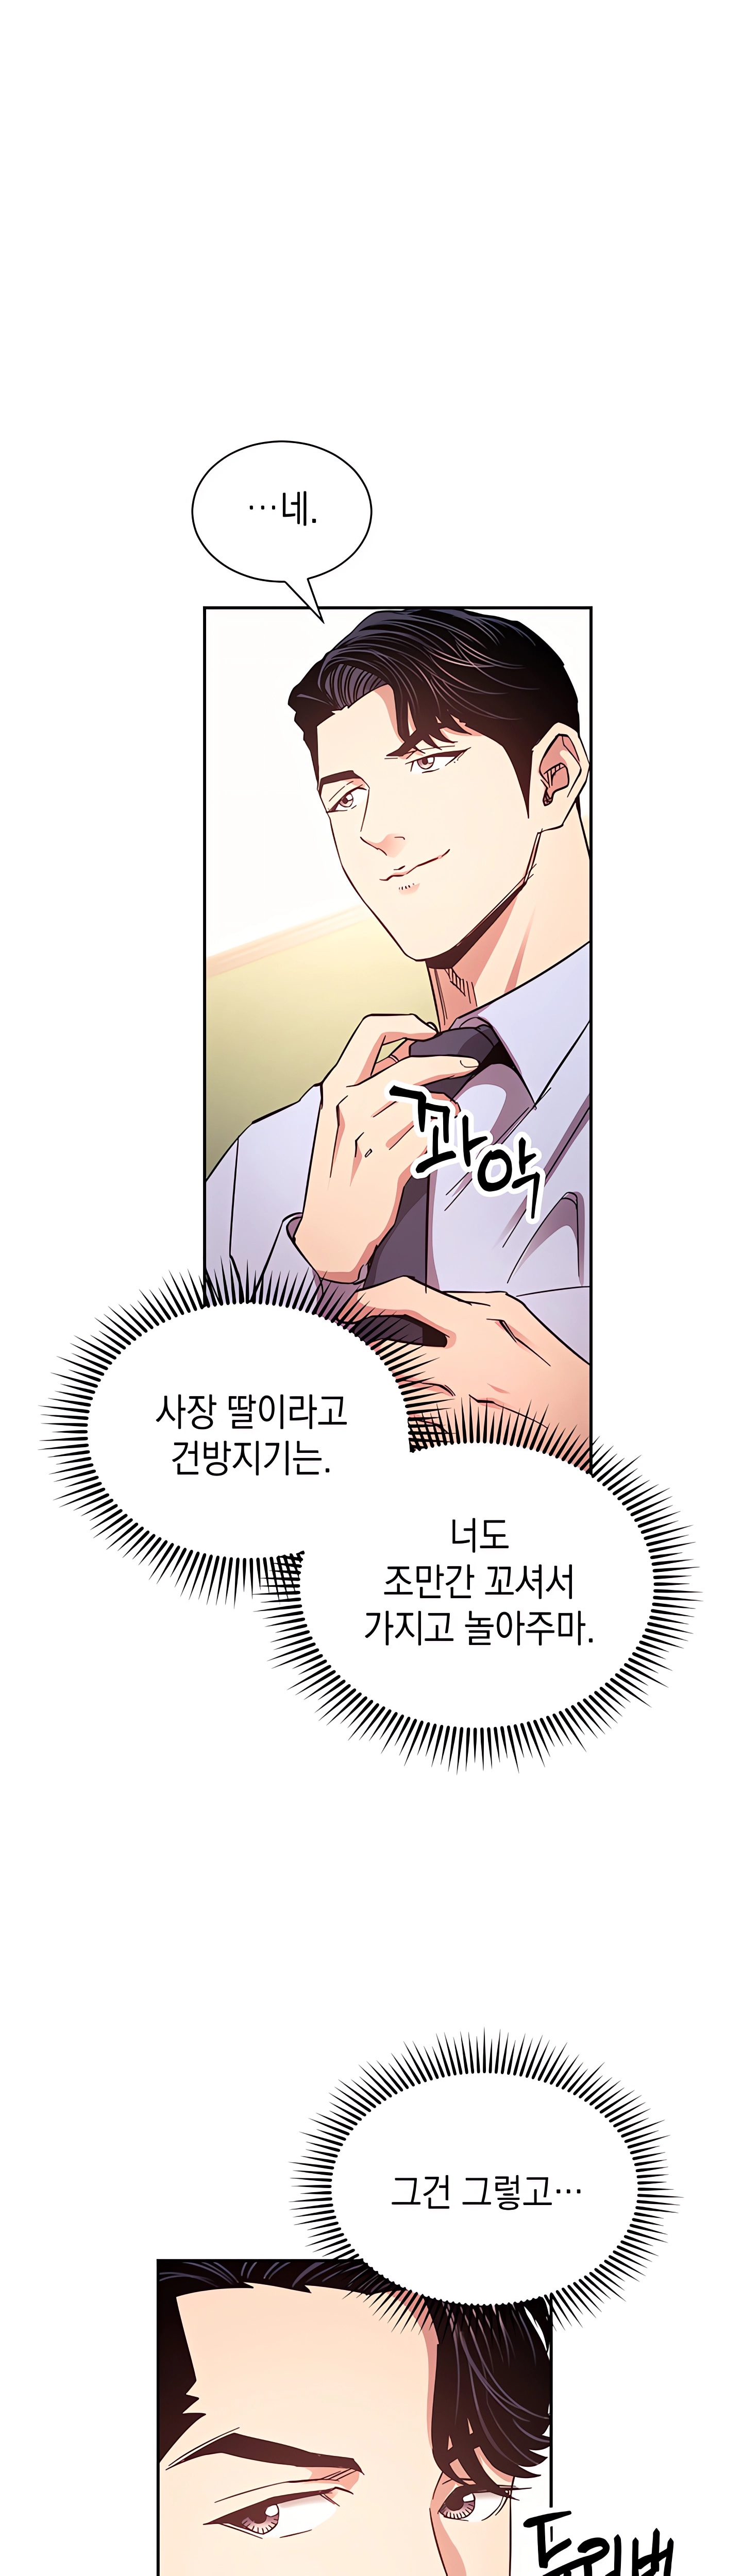 …네.
꽈악
사장 딸이라고
건방지기는.
너도
조만간 꼬셔서
가지고 놀아주마.
그건 그렇고…